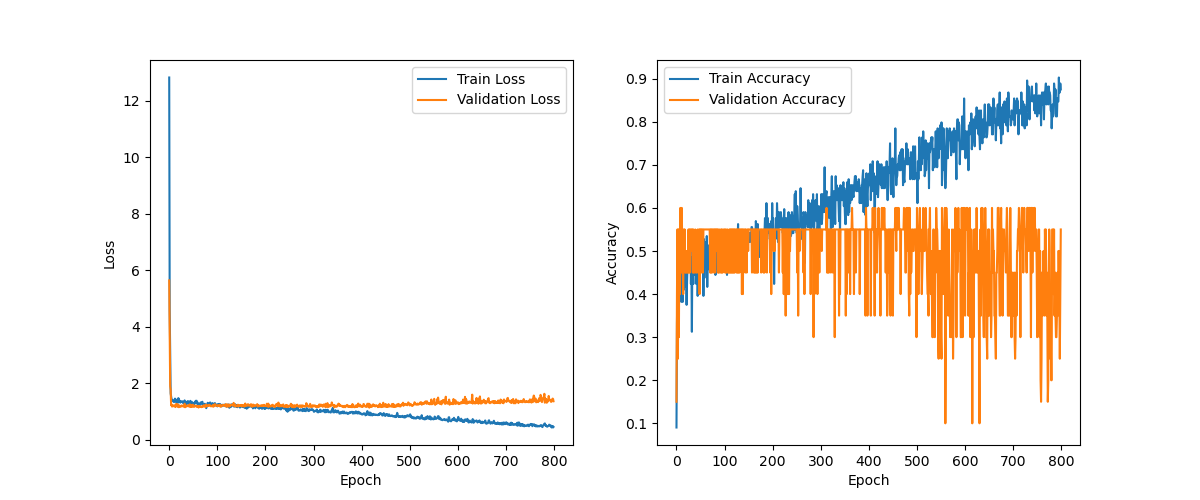 Train Loss
Validation Loss
12
10
8
6
4
2
0
Loss
0 100 200 300 400 500 600 700 800
Epoch
Train Accuracy
Validation Accuracy
0.9
0.8
0.7
0.6
0.5
0.4
0.3
0.2
0.1
Accuracy
0 100 200 300 400 500 600 700 800
Epoch